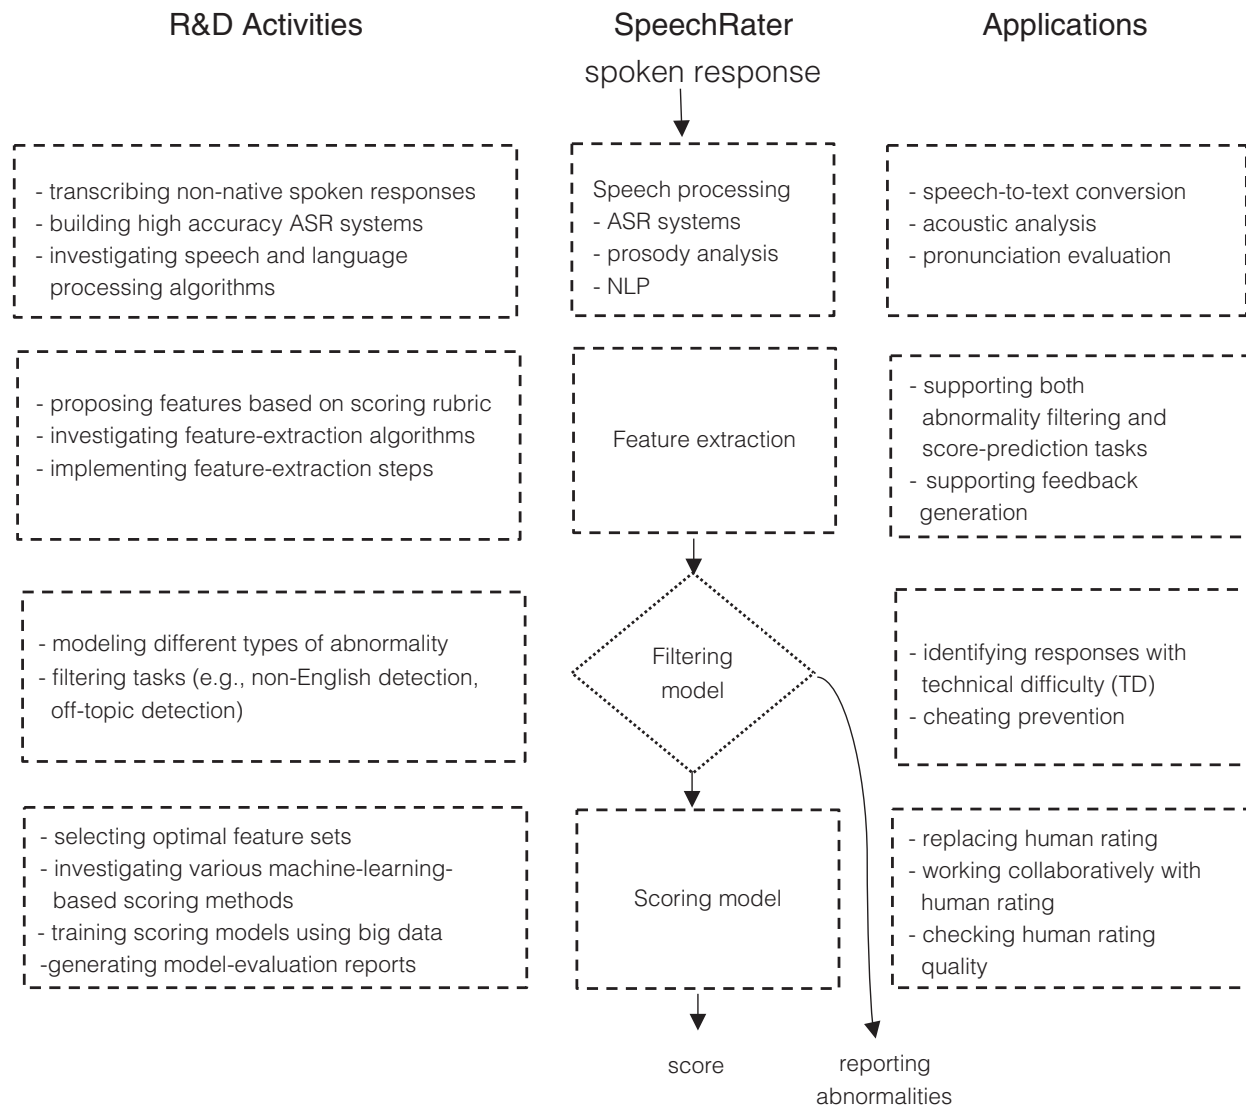 R&D Activities
SpeechRater
Applications
spoken response
- transcribing non-native spoken responses
- building high accuracy ASR systems
- investigating speech and language
processing algorithms
Speech processing
- ASR systems
- prosody analysis
- NLP
- speech-to-text conversion
- acoustic analysis
- pronunciation evaluation
- proposing features based on scoring rubric
- investigating feature-extraction algorithms
- implementing feature-extraction steps
Feature extraction
- supporting both
abnormality filtering and
score-prediction tasks
- supporting feedback
generation
- modeling different types of abnormality
- filtering tasks (e.g., non-English detection,
off-topic detection)
Filtering
model
- identifying responses with
technical difficulty (TD)
- cheating prevention
- selecting optimal feature sets
- investigating various machine-learning-
based scoring methods
- training scoring models using big data
-generating model-evaluation reports
Scoring model
- replacing human rating
- working collaboratively with
human rating
- checking human rating
quality
score
reporting
abnormalities